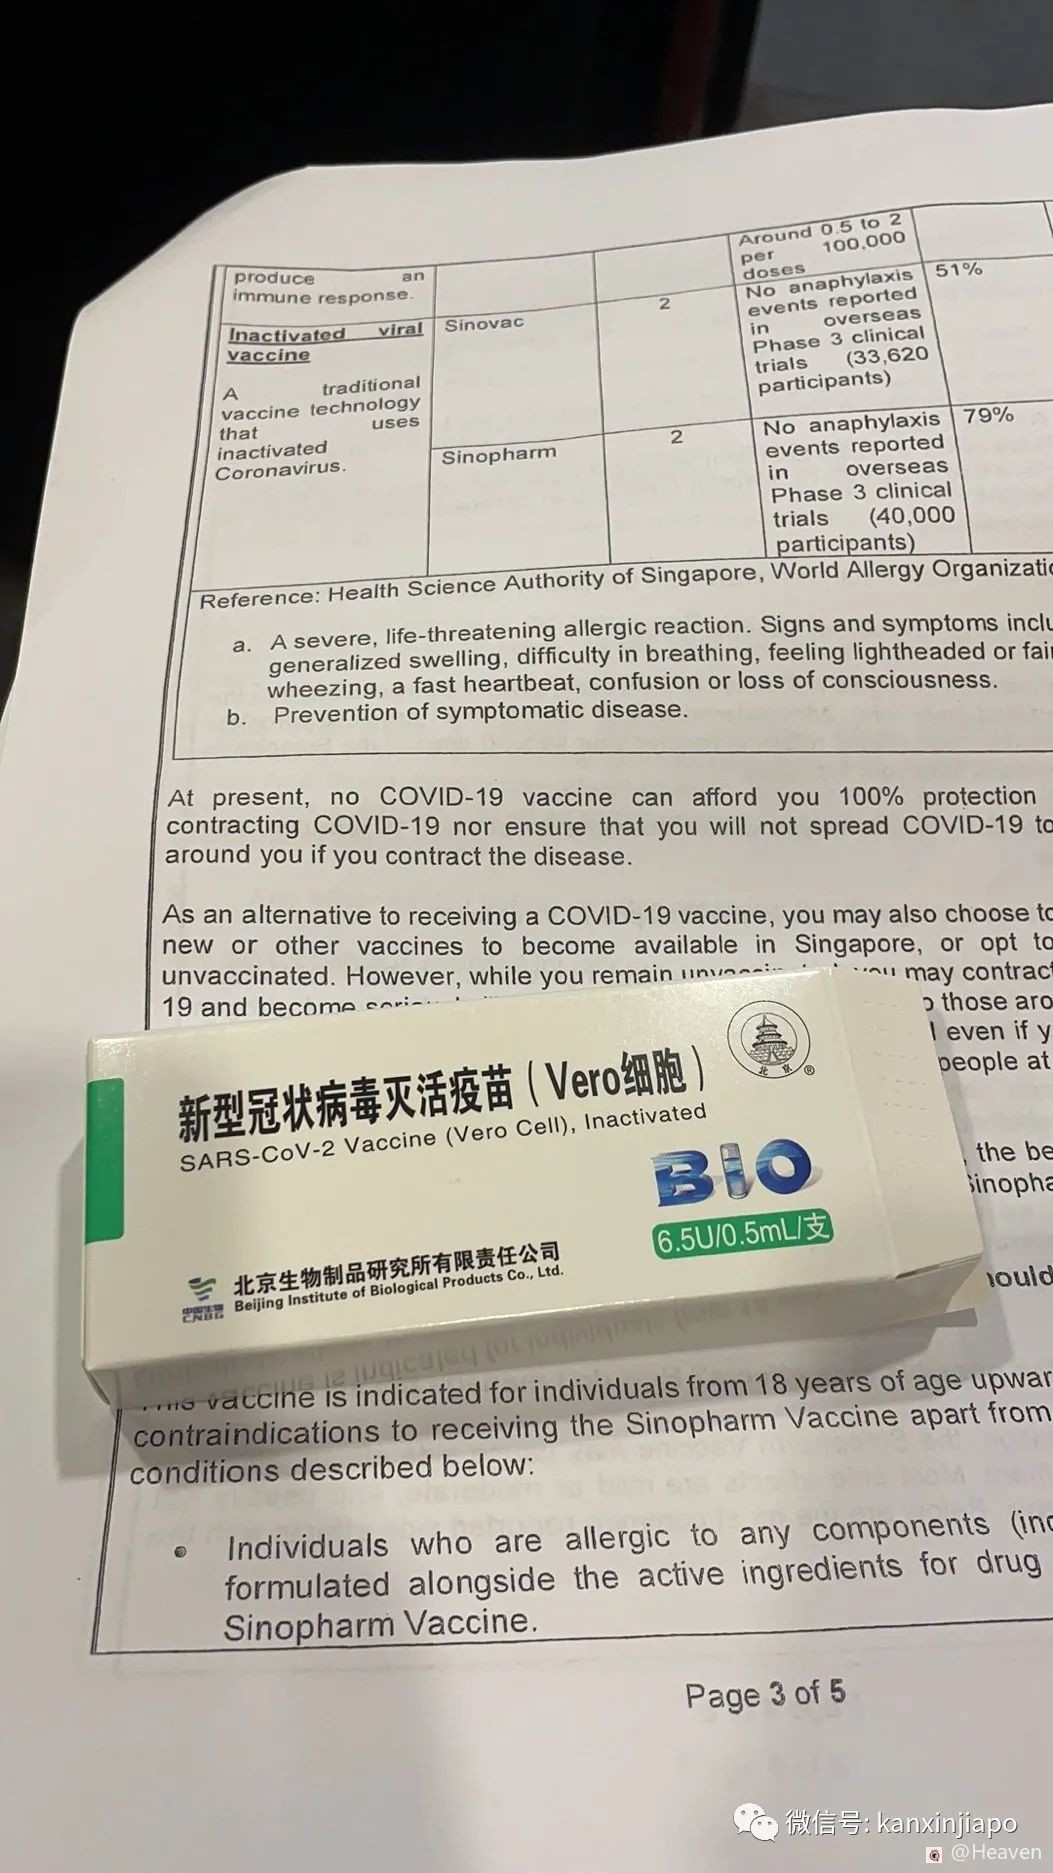 Around 0.5 to 2
per 100,000
doses
produce an
immune response.
Inactivated viral
vaccine
A traditional
vaccine technology
that uses
inactivated
Coronavirus.
Sinovac
2
No anaphylaxis
events reported
in overseas
Phase 3 clinical
trials (33,620
participants)
51%
Sinopharm
2
No anaphylaxis
events reported
in overseas
Phase 3 clinical
trials (40,000
participants)
79%
Reference: Health Science Authority of Singapore, World Allergy Organizatio
a. A severe, life-threatening allergic reaction. Signs and symptoms inclu
generalized swelling, difficulty in breathing, feeling lightheaded or fai
wheezing, a fast heartbeat, confusion or loss of consciousness.
b. Prevention of symptomatic disease.
At present, no COVID-19 vaccine can afford you 100% protection
contracting COVID-19 nor ensure that you will not spread COVID-19 to
around you if you contract the disease.
As an alternative to receiving a COVID-19 vaccine, you may also choose to
new or other vaccines to become available in Singapore, or opt to
unvaccinated. However, while you remain you may contract
19 and become those aro
even if y
people at
the be
Sinopha
hould
北京®
新型冠状病毒灭活疫苗（Vero细胞）
SARS-CoV-2 Vaccine (Vero Cell), Inactivated
BIO
6.5U/0.5mL/支
中国生物
CNBG
北京生物制品研究所有限责任公司
Beijing Institute of Biological Products Co., Ltd.
This vaccine is indicated for individuals from 18 years of age upwar
contraindications to receiving the Sinopharm Vaccine apart from
conditions described below:
• Individuals who are allergic to any components (inc
formulated alongside the active ingredients for drug
Sinopharm Vaccine.
Page 3 of 5
微信号: kanxinjiapo
@Heaven